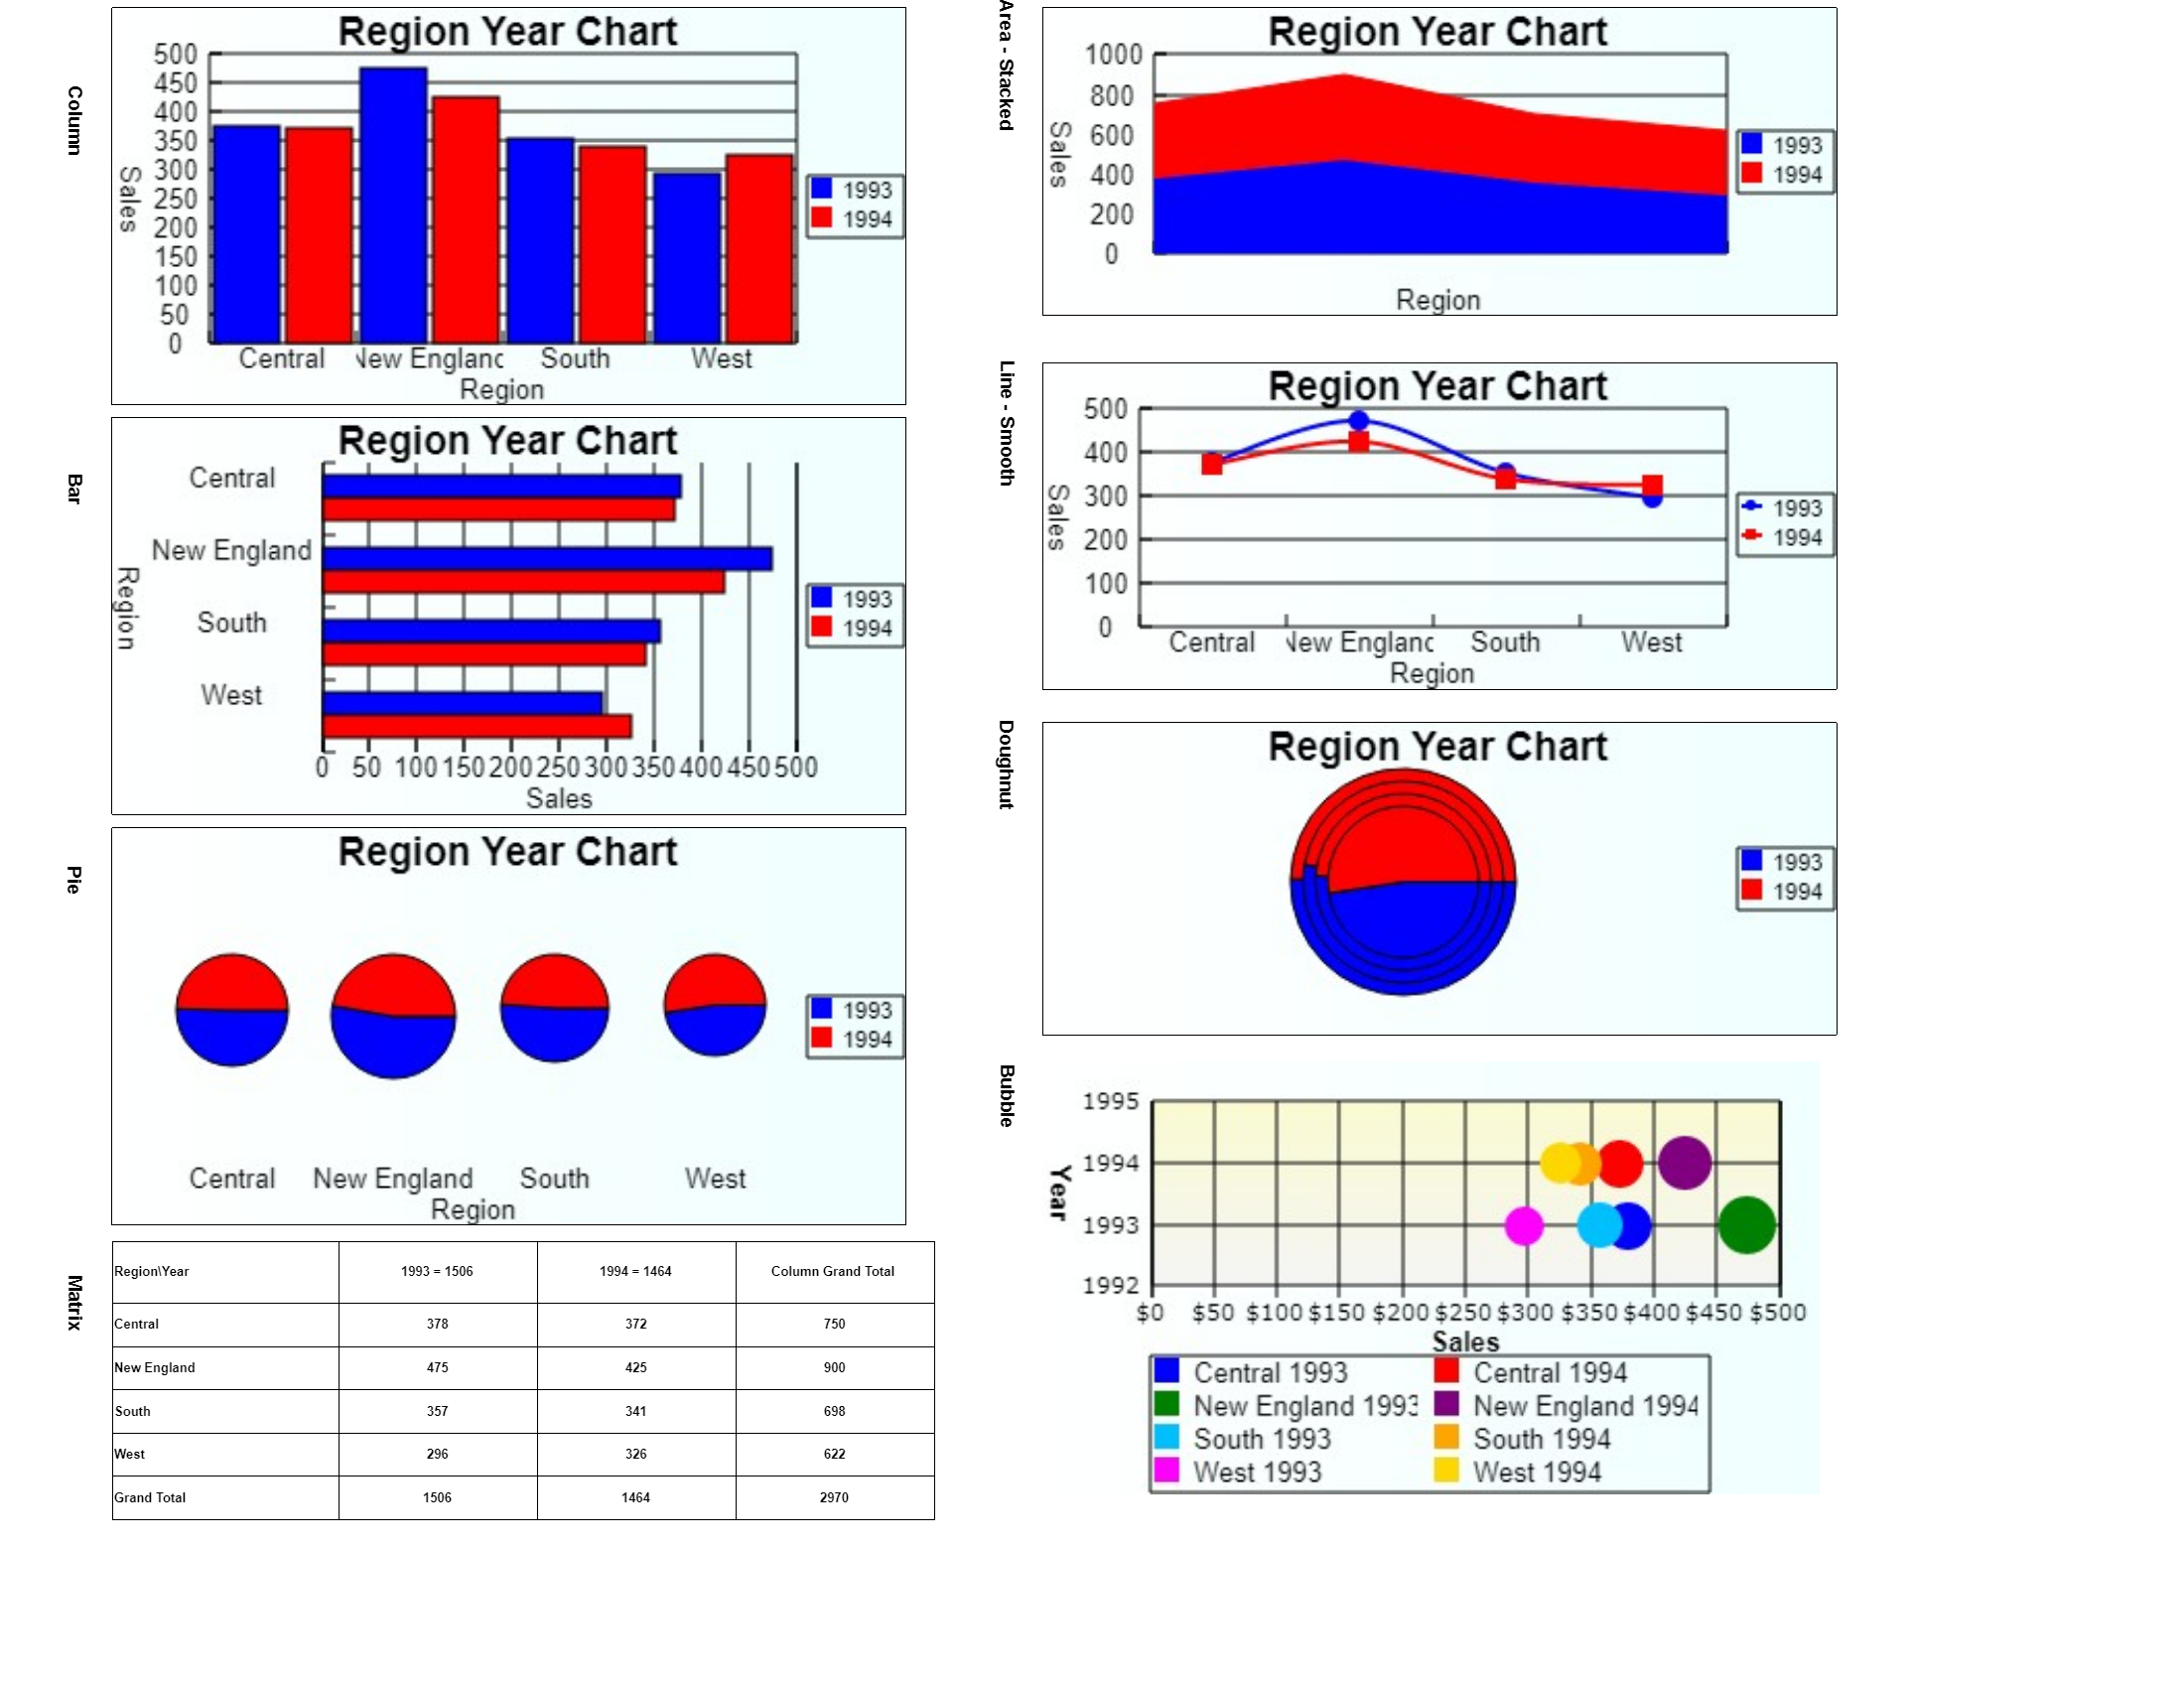 Column
Region Year Chart
500
450
400
350
300
250
200
150
100
50
0
Sales
Central New England South West
Region
1993
1994
Bar
Region Year Chart
Central
New England
South
West
Region
0 50 100 150 200 250 300 350 400 450 500
Sales
1993
1994
Pie
Region Year Chart
1993
1994
Central New England South West
Region
Matrix
Region\Year 1993 = 1506 1994 = 1464 Column Grand Total
Central 378 372 750
New England 475 425 900
South 357 341 698
West 296 326 622
Grand Total 1506 1464 2970
Area - Stacked
Region Year Chart
1000
800
600
400
200
0
Sales
Region
1993
1994
Line - Smooth
Region Year Chart
500
400
300
200
100
0
Sales
Central New England South West
Region
1993
1994
Doughnut
Region Year Chart
1993
1994
Bubble
1995
1994
1993
1992
Year
$0 $50 $100 $150 $200 $250 $300 $350 $400 $450 $500
Sales
Central 1993 Central 1994
New England 1993 New England 1994
South 1993 South 1994
West 1993 West 1994